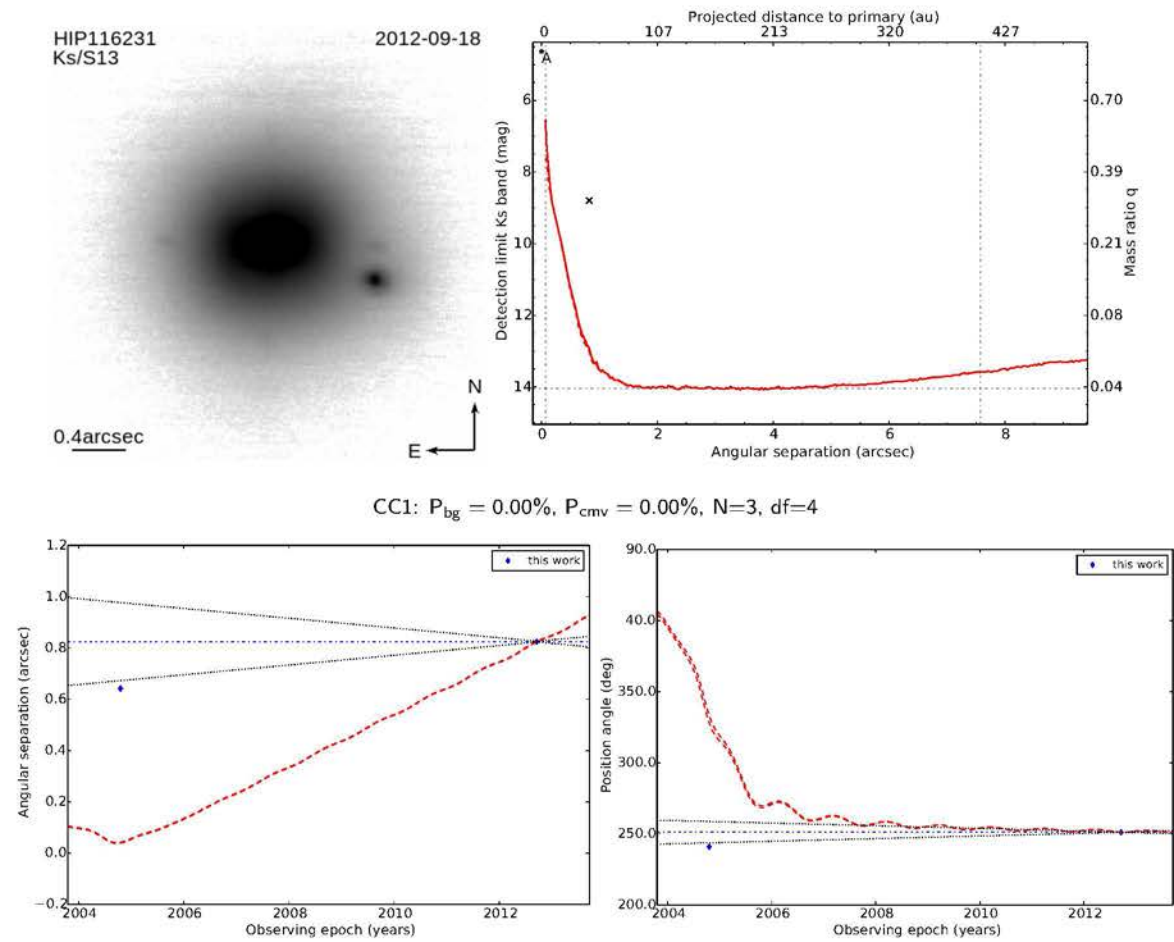 HIP116231 2012-09-18
Ks/S13
N
E
0.4arcsec
Projected distance to primary (au)
0 107 213 320 427
A
6 0.70
8 0.39
10 0.21
12 0.08
14 0.04
Detection limit Ks band (mag)
Mass ratio q
0 2 4 6 8
Angular separation (arcsec)
CC1: P_bg = 0.00%, P_cmv = 0.00%, N=3, df=4
1.2
1.0
0.8
0.6
0.4
0.2
0.0
−0.2
Angular separation (arcsec)
this work
2004 2006 2008 2010 2012
Observing epoch (years)
90.0
40.0
350.0
300.0
250.0
200.0
Position angle (deg)
this work
2004 2006 2008 2010 2012
Observing epoch (years)